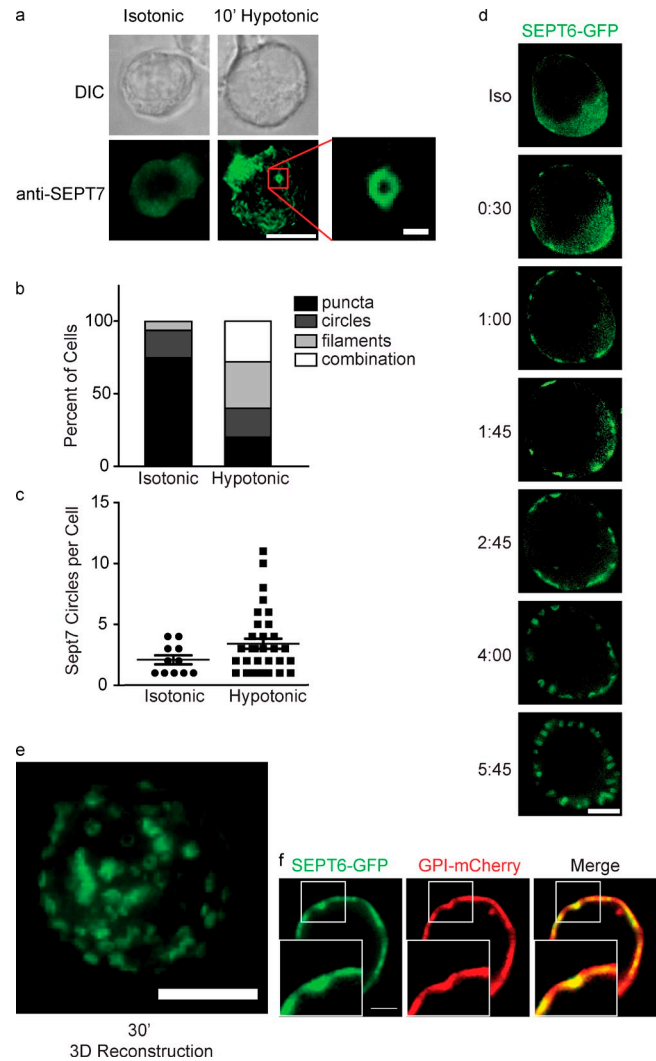 a
Isotonic 10' Hypotonic
DIC
anti-SEPT7
b
Percent of Cells
100
50
0
Isotonic Hypotonic
puncta
circles
filaments
combination
c
Sept7 Circles per Cell
15
10
5
0
Isotonic Hypotonic
d
SEPT6-GFP
Iso
0:30
1:00
1:45
2:45
4:00
5:45
e
30'
3D Reconstruction
f
SEPT6-GFP GPI-mCherry Merge